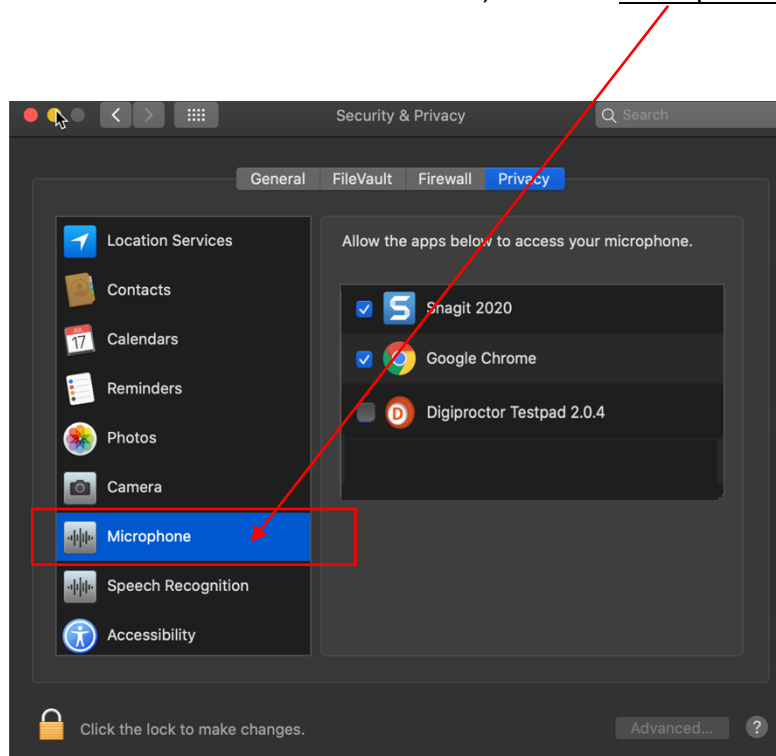 Security & Privacy
Search
General FileVault Firewall Privacy
Location Services
Allow the apps below to access your microphone.
Contacts
Snagit 2020
Calendars
JUL
17
Google Chrome
Reminders
Digiproctor Testpad 2.0.4
Photos
Camera
Microphone
Speech Recognition
Accessibility
Click the lock to make changes.
Advanced...
?